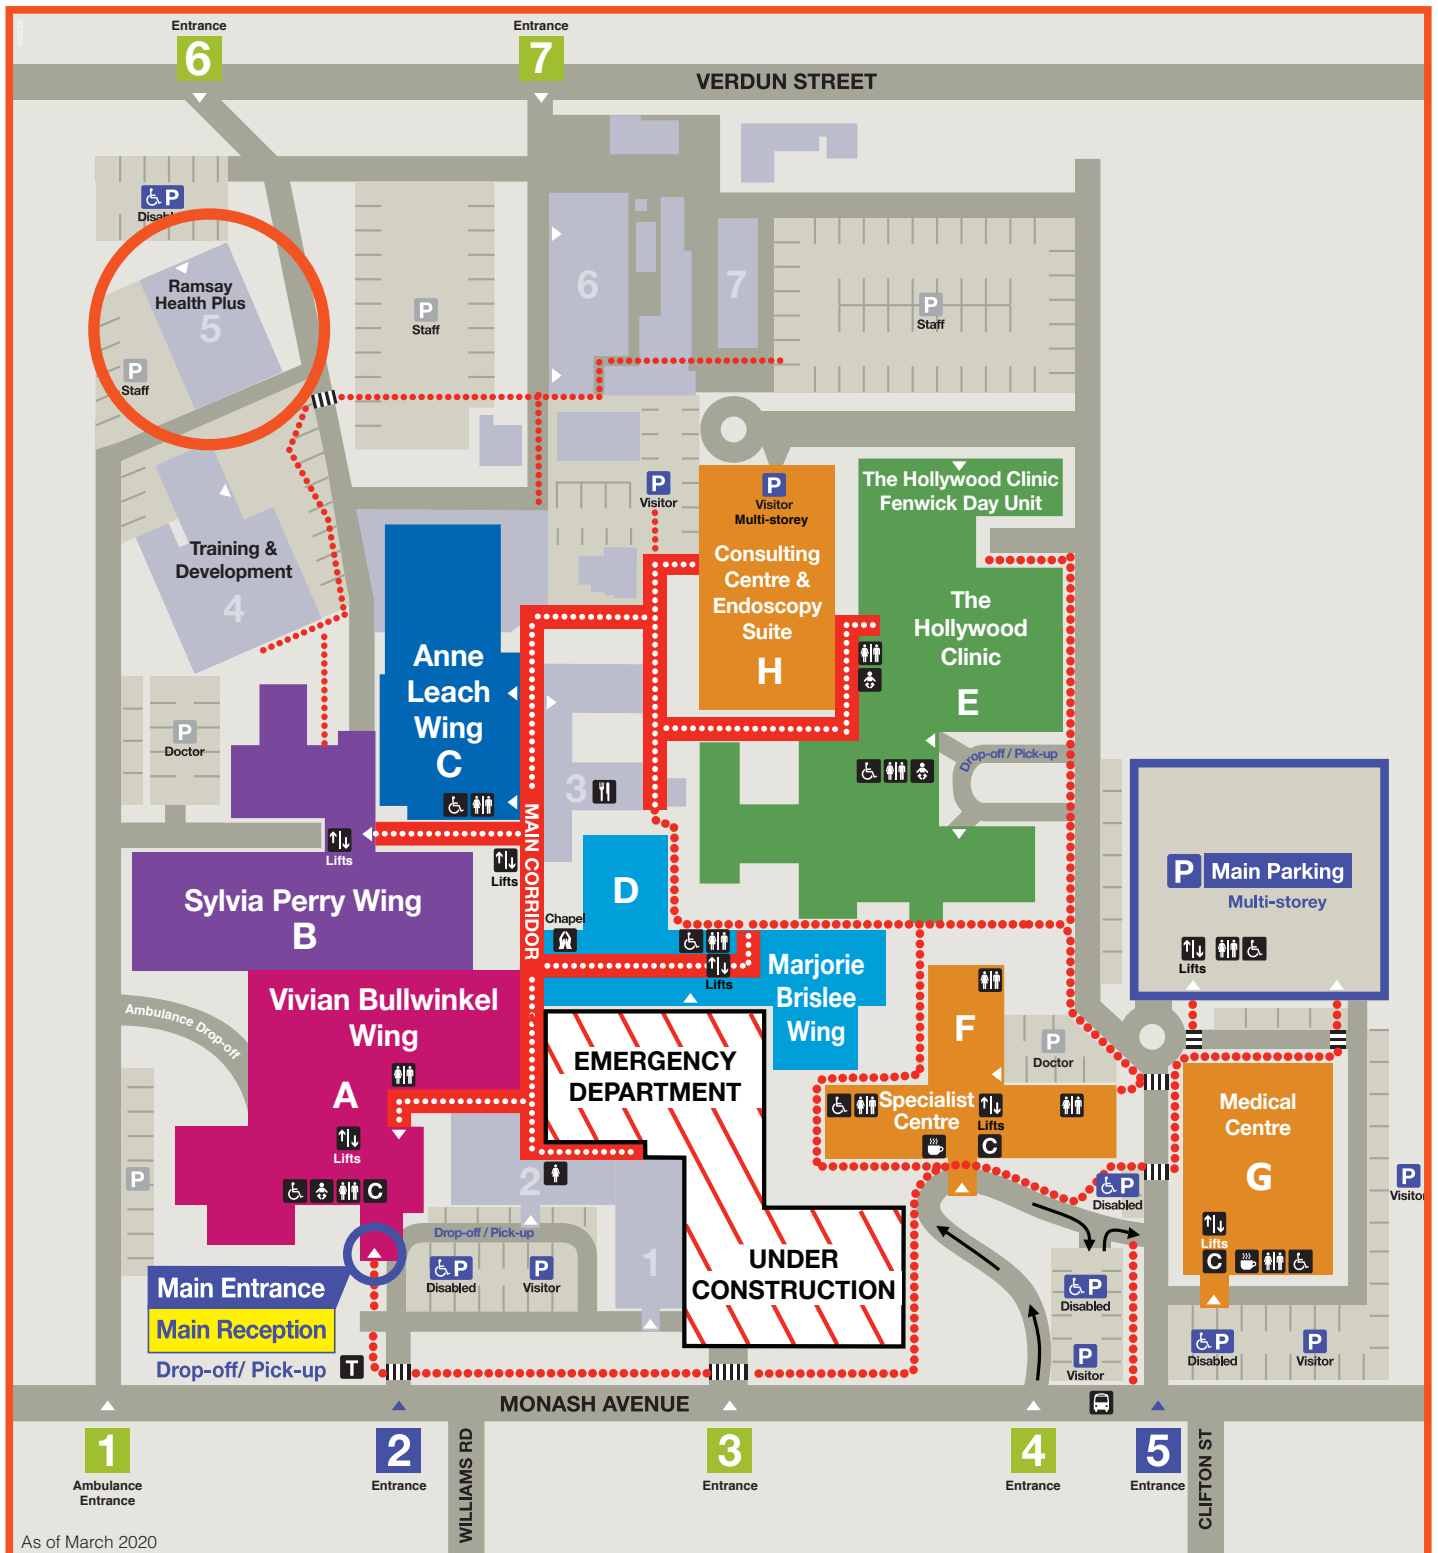 Entrance
6
Entrance
7
VERDUN STREET
P
Disab
Ramsay
Health Plus
5
P
Staff
P
Staff
6
7
P
Staff
P
Visitor
P
Visitor
Multi-storey
The Hollywood Clinic
Fenwick Day Unit
Training &
Development
4
Consulting
Centre &
Endoscopy
Suite
H
The
Hollywood
Clinic
E
Anne
Leach
Wing
C
P
Doctor
Drop-off / Pick-up
3
MAIN CORRIDOR
Lifts
Lifts
Sylvia Perry Wing
B
D
Chapel
P Main Parking
Multi-storey
Lifts
Lifts
Marjorie
Brislee
Wing
Vivian Bullwinkel
Wing
A
Ambulance Drop-off
F
P
Doctor
EMERGENCY
DEPARTMENT
Specialist
Centre
Lifts
C
Medical
Centre
G
Lifts
C
P
Lifts
C
2
P
Disabled
P
Visitor
Drop-off / Pick-up
P
Disabled
P
Visitor
1
UNDER
CONSTRUCTION
Main Entrance
Main Reception
Drop-off/ Pick-up
T
P
Disabled
P
Visitor
P
Disabled
P
Visitor
MONASH AVENUE
1
Ambulance
Entrance
2
Entrance
WILLIAMS RD
3
Entrance
4
Entrance
5
Entrance
CLIFTON ST
As of March 2020